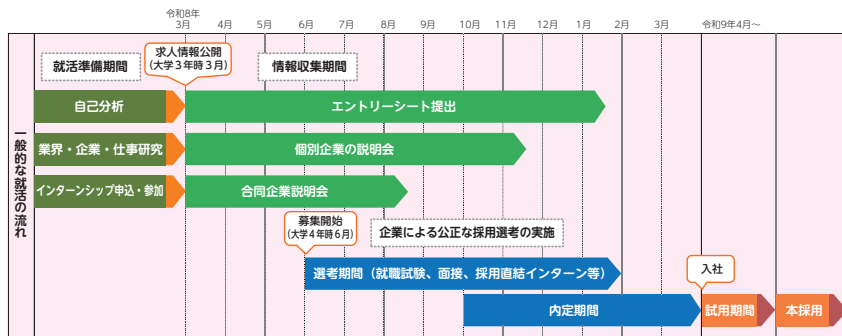 令和8年
3月 4月 5月 6月 7月 8月 9月 10月 11月 12月 1月 2月 3月 令和9年4月～
一般的な就活の流れ
就活準備期間
求人情報公開
(大学3年時3月)
情報収集期間
自己分析
エントリーシート提出
業界・企業・仕事研究
個別企業の説明会
インターンシップ申込・参加
合同企業説明会
募集開始
(大学4年時6月)
企業による公正な採用選考の実施
選考期間（就職試験、面接、採用直結インターン等）
入社
内定期間
試用期間
本採用